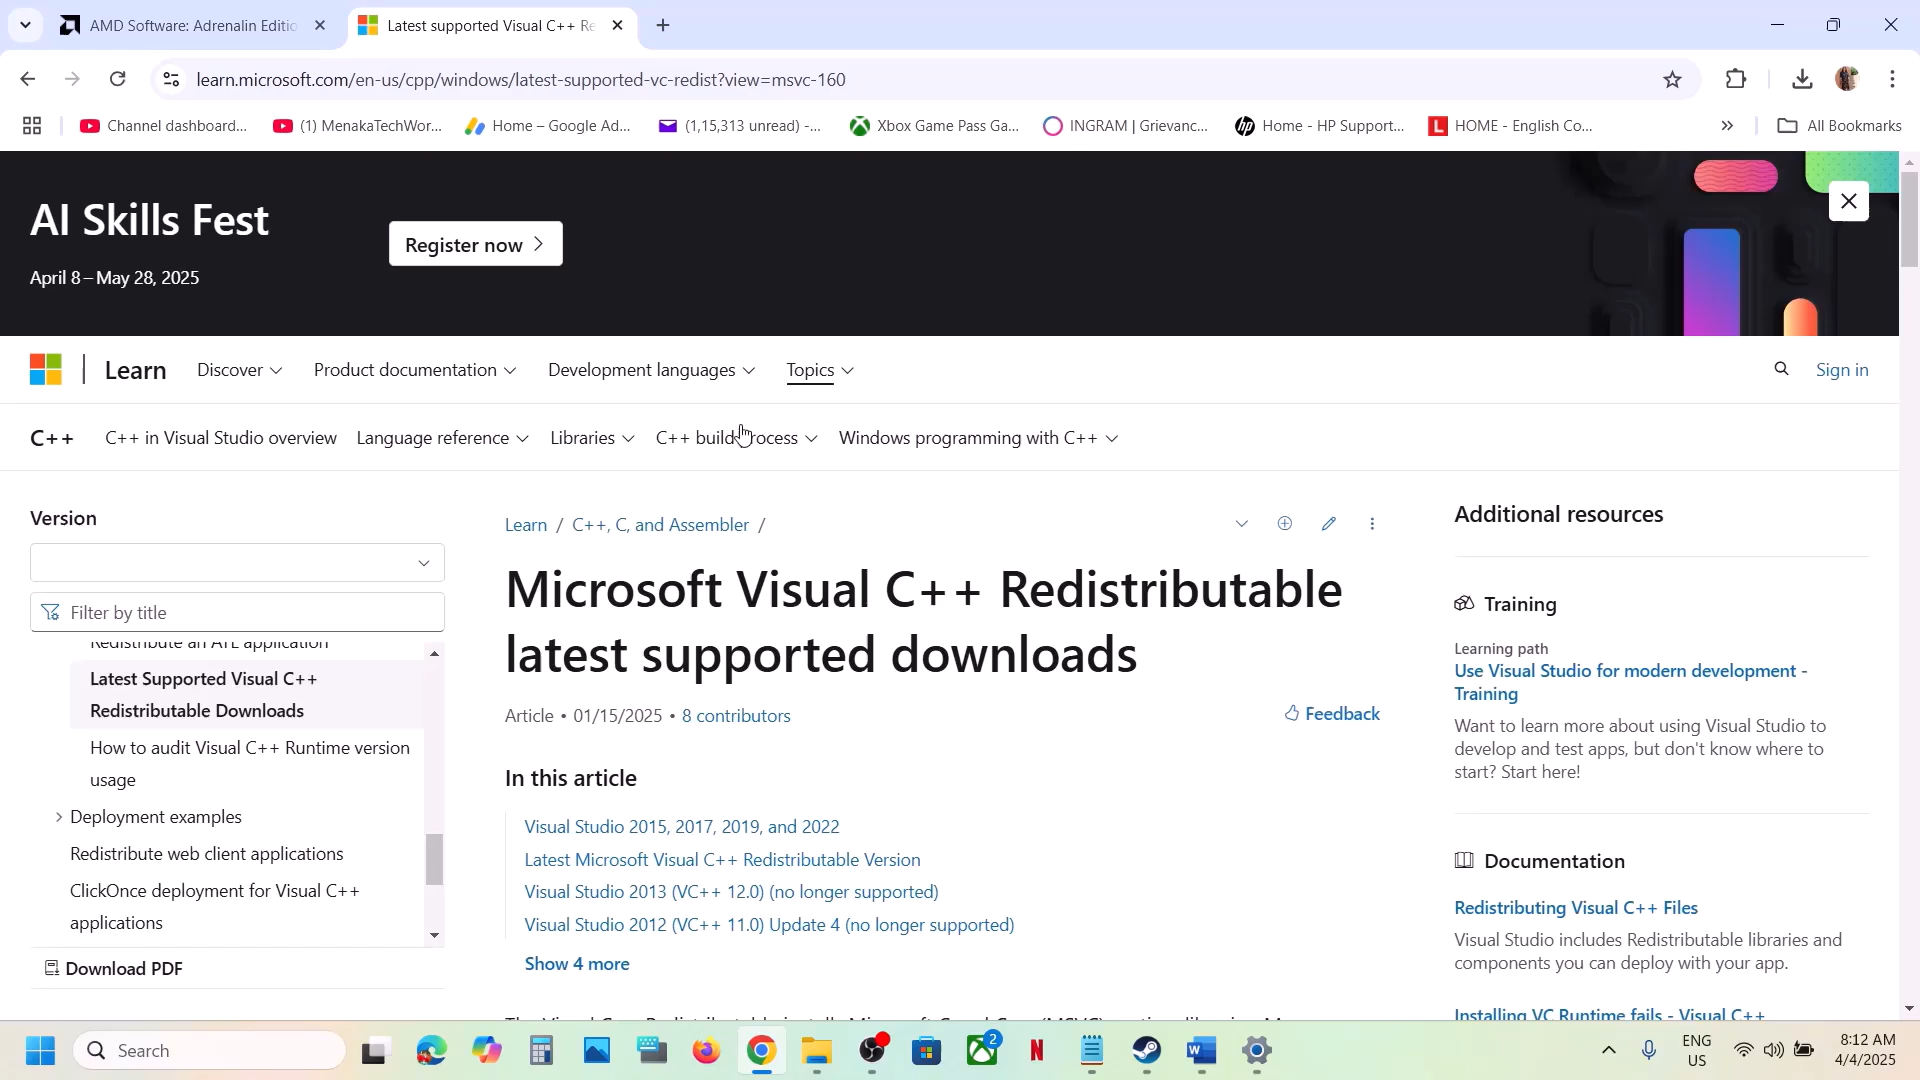 AMD Software: Adrenalin Editio
Latest supported Visual C++ Re
learn.microsoft.com/en-us/cpp/windows/latest-supported-vc-redist?view=msvc-160
Channel dashboard...
(1) MenakaTechWor...
Home – Google Ad...
(1,15,313 unread) -...
Xbox Game Pass Ga...
INGRAM | Grievanc...
Home - HP Support...
HOME - English Co...
All Bookmarks
AI Skills Fest
April 8 – May 28, 2025
Register now
Learn
Discover
Product documentation
Development languages
Topics
Sign in
C++
C++ in Visual Studio overview
Language reference
Libraries
C++ build process
Windows programming with C++
Version
Filter by title
Redistribute an ATL application
Latest Supported Visual C++
Redistributable Downloads
How to audit Visual C++ Runtime version
usage
Deployment examples
Redistribute web client applications
ClickOnce deployment for Visual C++
applications
Download PDF
Learn / C++, C, and Assembler /
Microsoft Visual C++ Redistributable
latest supported downloads
Article • 01/15/2025 • 8 contributors
Feedback
In this article
Visual Studio 2015, 2017, 2019, and 2022
Latest Microsoft Visual C++ Redistributable Version
Visual Studio 2013 (VC++ 12.0) (no longer supported)
Visual Studio 2012 (VC++ 11.0) Update 4 (no longer supported)
Show 4 more
Additional resources
Training
Learning path
Use Visual Studio for modern development -
Training
Want to learn more about using Visual Studio to
develop and test apps, but don't know where to
start? Start here!
Documentation
Redistributing Visual C++ Files
Visual Studio includes Redistributable libraries and
components you can deploy with your app.
Installing VC Runtime fails - Visual C++
Search
2
ENG
US
8:12 AM
4/4/2025